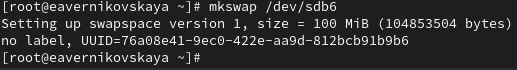 [root@eavernikovskaya ~]# mkswap /dev/sdb6
Setting up swapspace version 1, size = 100 MiB (104853504 bytes)
no label, UUID=76a08e41-9ec0-422e-aa9d-812bcb91b9b6
[root@eavernikovskaya ~]#